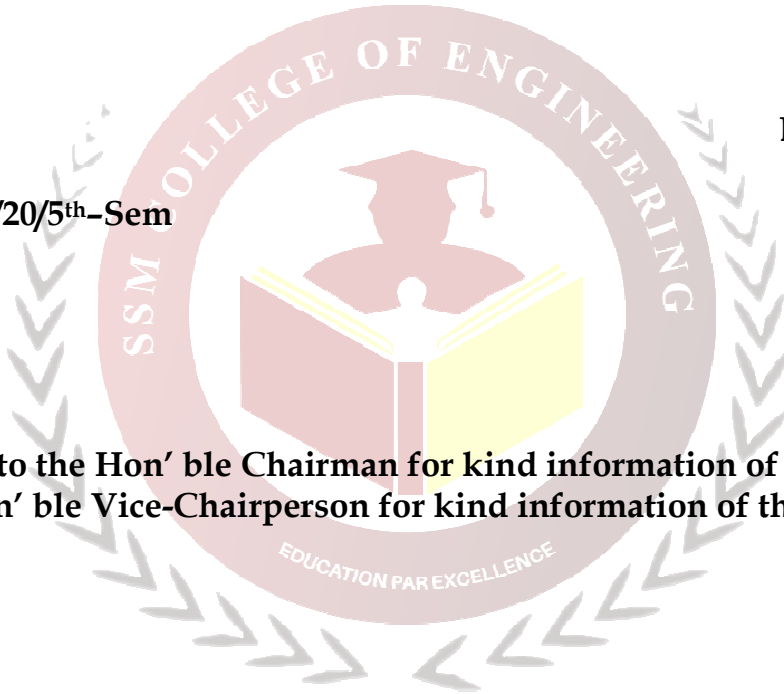 SSM COLLEGE OF ENGINEERING
/20/5th–Sem
to the Hon' ble Chairman for kind information of
n' ble Vice-Chairperson for kind information of th
EDUCATION PAR EXCELLENCE